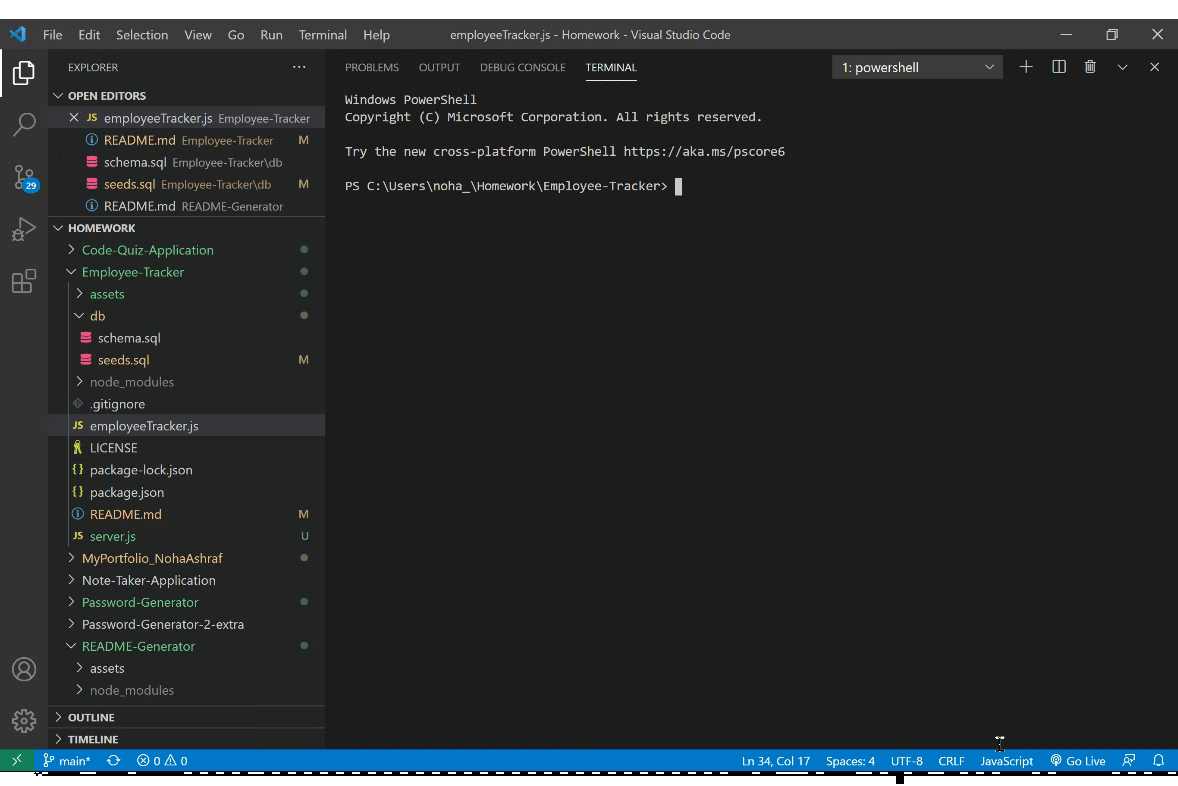 File Edit Selection View Go Run Terminal Help employeeTracker.js - Homework - Visual Studio Code
EXPLORER
OPEN EDITORS
JS employeeTracker.js Employee-Tracker
README.md Employee-Tracker M
schema.sql Employee-Tracker\db
seeds.sql Employee-Tracker\db M
README.md README-Generator
HOMEWORK
Code-Quiz-Application
Employee-Tracker
assets
db
schema.sql
seeds.sql M
node_modules
.gitignore
JS employeeTracker.js
LICENSE
{} package-lock.json
{} package.json
README.md M
JS server.js U
MyPortfolio_NohaAshraf
Note-Taker-Application
Password-Generator
Password-Generator-2-extra
README-Generator
assets
node_modules
OUTLINE
TIMELINE
29
PROBLEMS OUTPUT DEBUG CONSOLE TERMINAL 1: powershell
Windows PowerShell
Copyright (C) Microsoft Corporation. All rights reserved.
Try the new cross-platform PowerShell https://aka.ms/pscore6
PS C:\Users\noha_\Homework\Employee-Tracker>
main* 0 0 Ln 34, Col 17 Spaces: 4 UTF-8 CRLF JavaScript Go Live